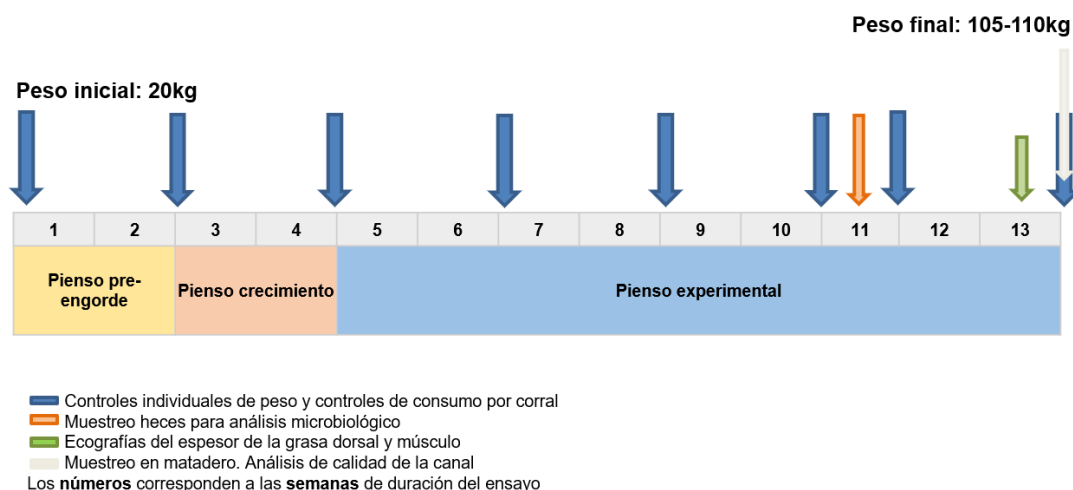 Peso final: 105-110kg
Peso inicial: 20kg
1 2 3 4 5 6 7 8 9 10 11 12 13
Pienso pre-
engorde
Pienso crecimiento
Pienso experimental
Controles individuales de peso y controles de consumo por corral
Muestreo heces para análisis microbiológico
Ecografías del espesor de la grasa dorsal y músculo
Muestreo en matadero. Análisis de calidad de la canal
Los números corresponden a las semanas de duración del ensayo